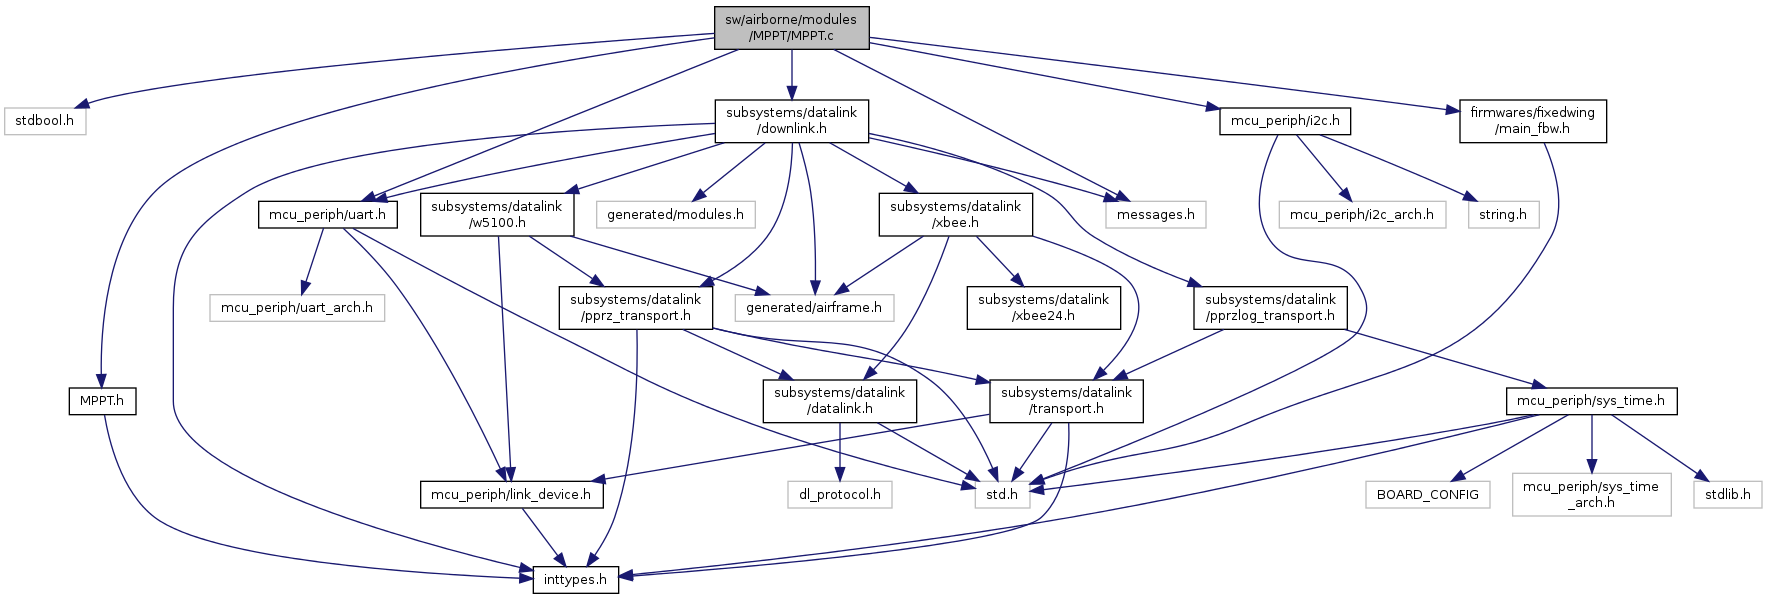 sw/airborne/modules
/MPPT/MPPT.c
stdbool.h
subsystems/datalink
/downlink.h
mcu_periph/i2c.h
firmwares/fixedwing
/main_fbw.h
mcu_periph/uart.h
subsystems/datalink
/w5100.h
generated/modules.h
subsystems/datalink
/xbee.h
messages.h
mcu_periph/i2c_arch.h
string.h
mcu_periph/uart_arch.h
subsystems/datalink
/pprz_transport.h
generated/airframe.h
subsystems/datalink
/xbee24.h
subsystems/datalink
/pprzlog_transport.h
MPPT.h
subsystems/datalink
/datalink.h
subsystems/datalink
/transport.h
mcu_periph/sys_time.h
mcu_periph/link_device.h
dl_protocol.h
std.h
BOARD_CONFIG
mcu_periph/sys_time
_arch.h
stdlib.h
inttypes.h